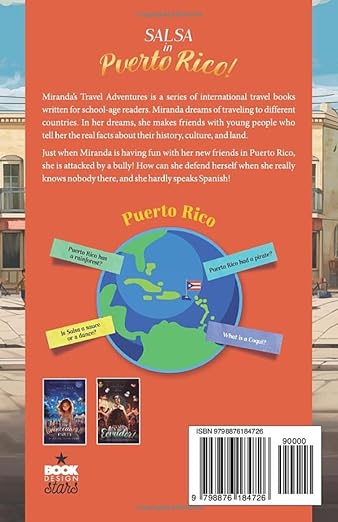 SALSA
in
Puerto Rico!
Miranda's Travel Adventures is a series of international travel books
written for school-age readers. Miranda dreams of traveling to different
countries. In her dreams, she makes friends with young people who
tell her the real facts about their history, culture, and land.
Just when Miranda is having fun with her new friends in Puerto Rico,
she is attacked by a bully! How can she defend herself when she really
knows nobody there, and she hardly speaks Spanish!
Puerto Rico
Puerto Rico has
a rainforest?
Puerto Rico had a pirate?
Is Salsa a sauce
or a dance?
What is a Coquí?
ISBN 9798876184726
90000
9 798876 184726
BOOK
DESIGN
stars